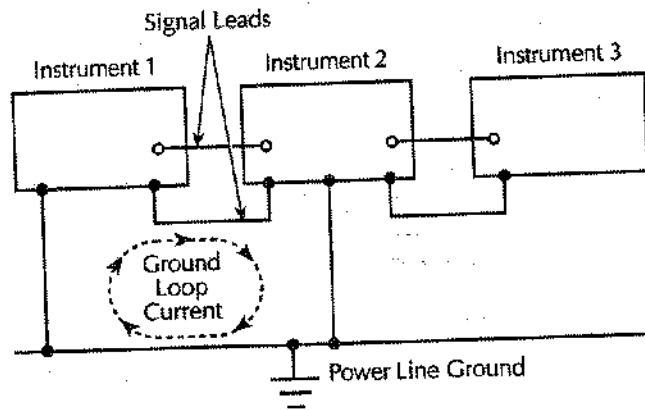 Signal Leads
Instrument 1
Instrument 2
Instrument 3
Ground
Loop
Current
Power Line Ground